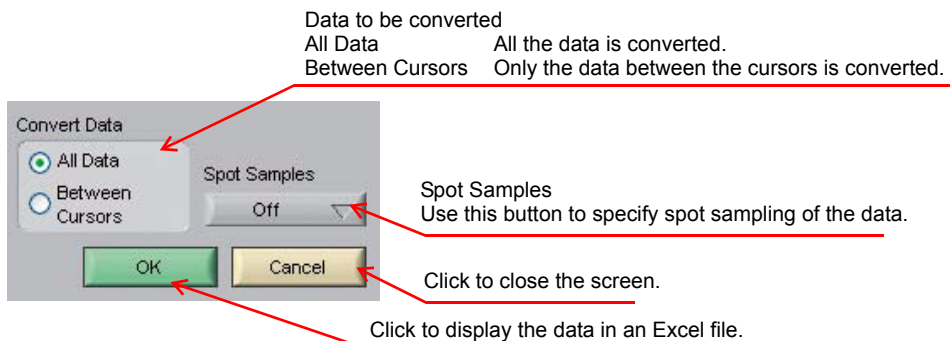 Data to be converted
All Data All the data is converted.
Between Cursors Only the data between the cursors is converted.
Convert Data
All Data
Between
Cursors
Spot Samples
Off
Spot Samples
Use this button to specify spot sampling of the data.
OK
Cancel
Click to close the screen.
Click to display the data in an Excel file.